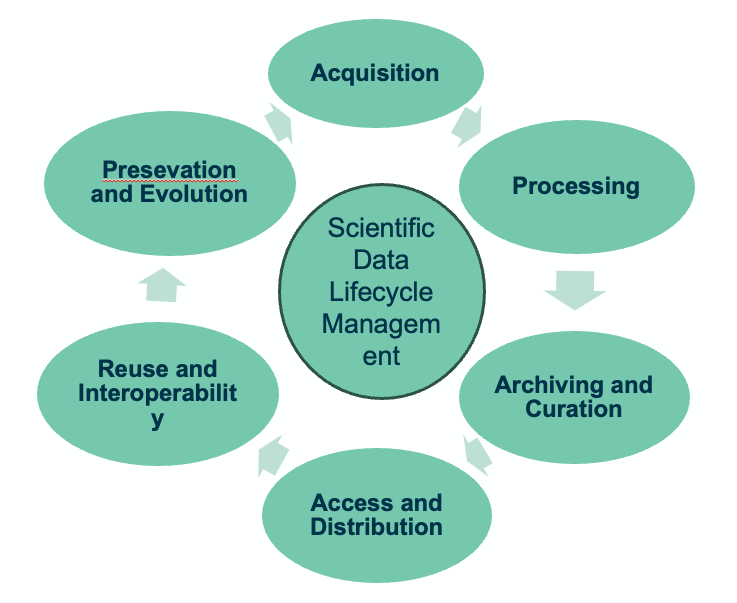 Acquisition
Processing
Archiving and
Curation
Access and
Distribution
Reuse and
Interoperabilit
y
Presevation
and Evolution
Scientific
Data
Lifecycle
Managem
ent